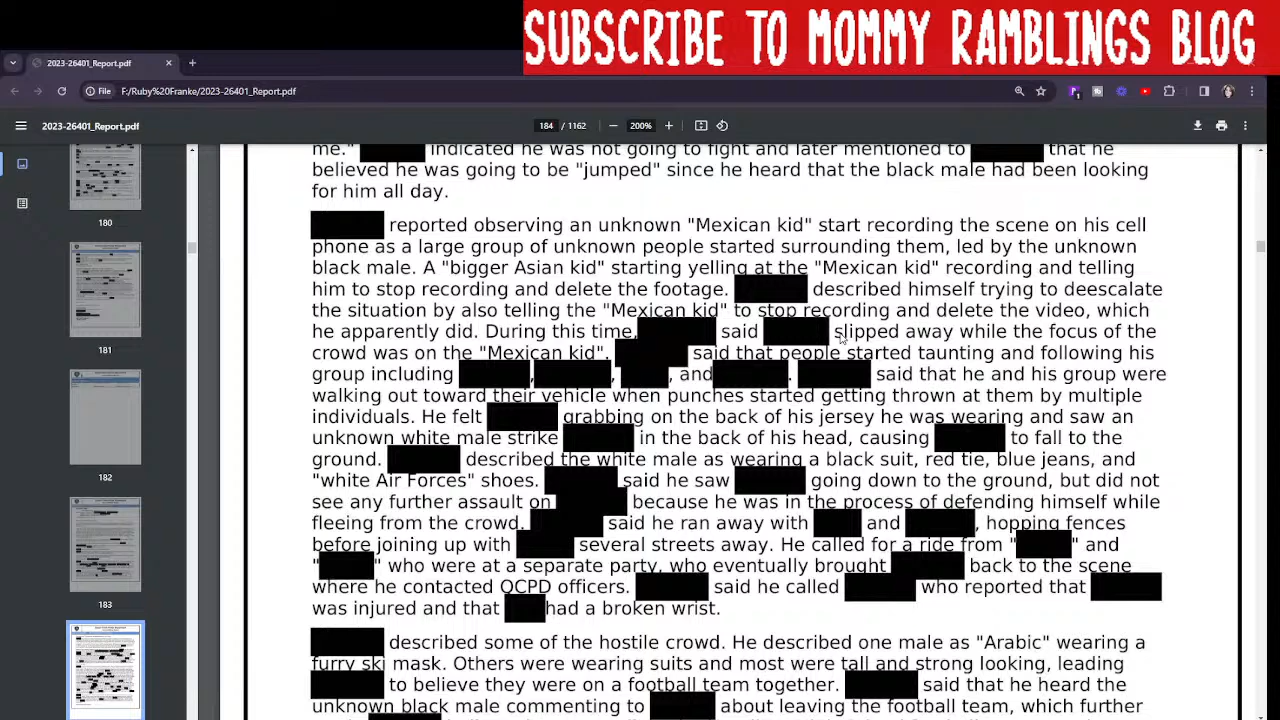 SUBSCRIBE TO MOMMY RAMBLINGS BLOG
2023-26401_Report.pdf
File F:/Ruby%20Franke/2023-26401_Report.pdf
2023-26401_Report.pdf 184 / 1162 200%
180
181
182
183
me." indicated he was not going to fight and later mentioned to that he
believed he was going to be "jumped" since he heard that the black male had been looking
for him all day.
reported observing an unknown "Mexican kid" start recording the scene on his cell
phone as a large group of unknown people started surrounding them, led by the unknown
black male. A "bigger Asian kid" starting yelling at the "Mexican kid" recording and telling
him to stop recording and delete the footage. described himself trying to deescalate
the situation by also telling the "Mexican kid" to stop recording and delete the video, which
he apparently did. During this time, said slipped away while the focus of the
crowd was on the "Mexican kid". said that people started taunting and following his
group including , , , and . said that he and his group were
walking out toward their vehicle when punches started getting thrown at them by multiple
individuals. He felt grabbing on the back of his jersey he was wearing and saw an
unknown white male strike in the back of his head, causing to fall to the
ground. described the white male as wearing a black suit, red tie, blue jeans, and
"white Air Forces" shoes. said he saw going down to the ground, but did not
see any further assault on because he was in the process of defending himself while
fleeing from the crowd. said he ran away with and , hopping fences
before joining up with several streets away. He called for a ride from " " and
" " who were at a separate party, who eventually brought back to the scene
where he contacted OCPD officers. said he called who reported that
was injured and that had a broken wrist.
described some of the hostile crowd. He described one male as "Arabic" wearing a
furry ski mask. Others were wearing suits and most were tall and strong looking, leading
to believe they were on a football team together. said that he heard the
unknown black male commenting to about leaving the football team, which further